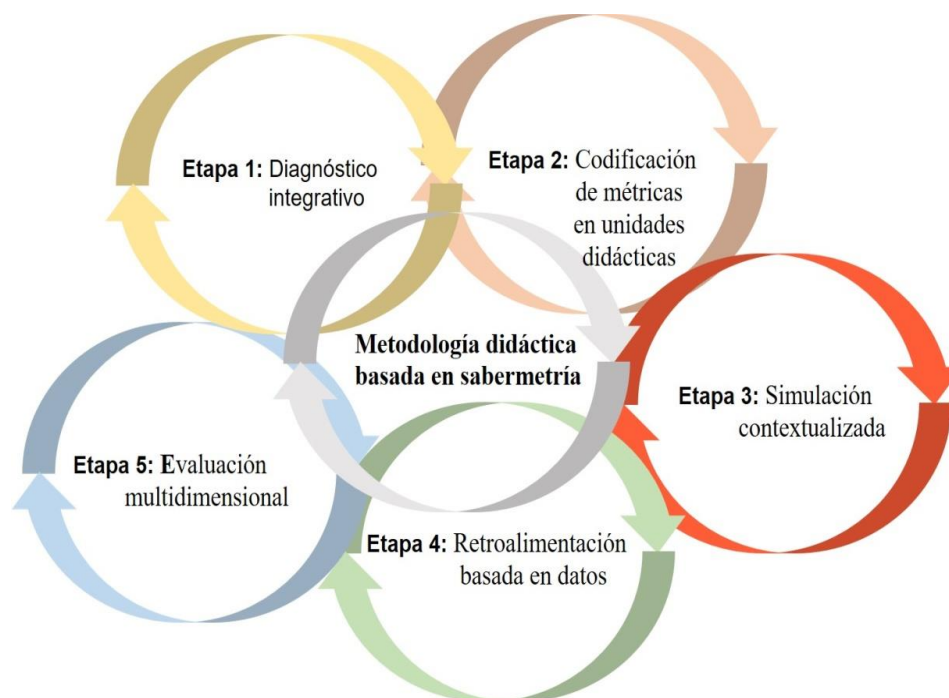 Etapa 1: Diagnóstico
integrativo
Etapa 2: Codificación
de métricas
en unidades
didácticas
Metodología didáctica
basada en sabermetría
Etapa 3: Simulación
contextualizada
Etapa 4: Retroalimentación
basada en datos
Etapa 5: Evaluación
multidimensional